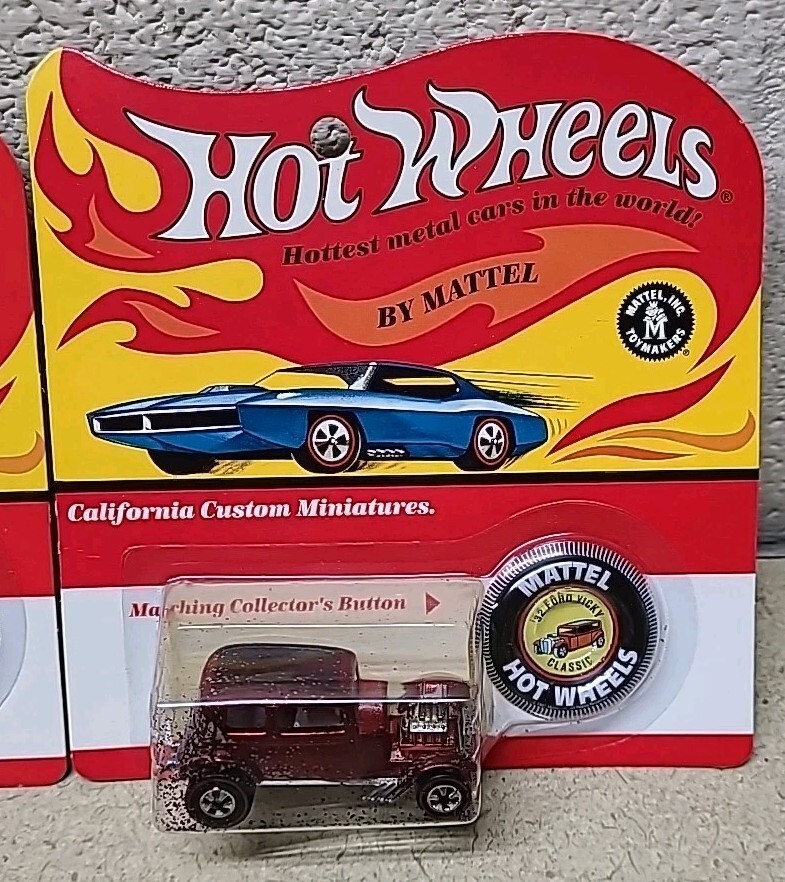 HOT WHEELS®
Hottest metal cars in the world!
BY MATTEL
MATTEL, INC.
M
TOYMAKERS®
California Custom Miniatures.
Matching Collector's Button
MATTEL
'32 FORD VICKY
CLASSIC
HOT WHEELS